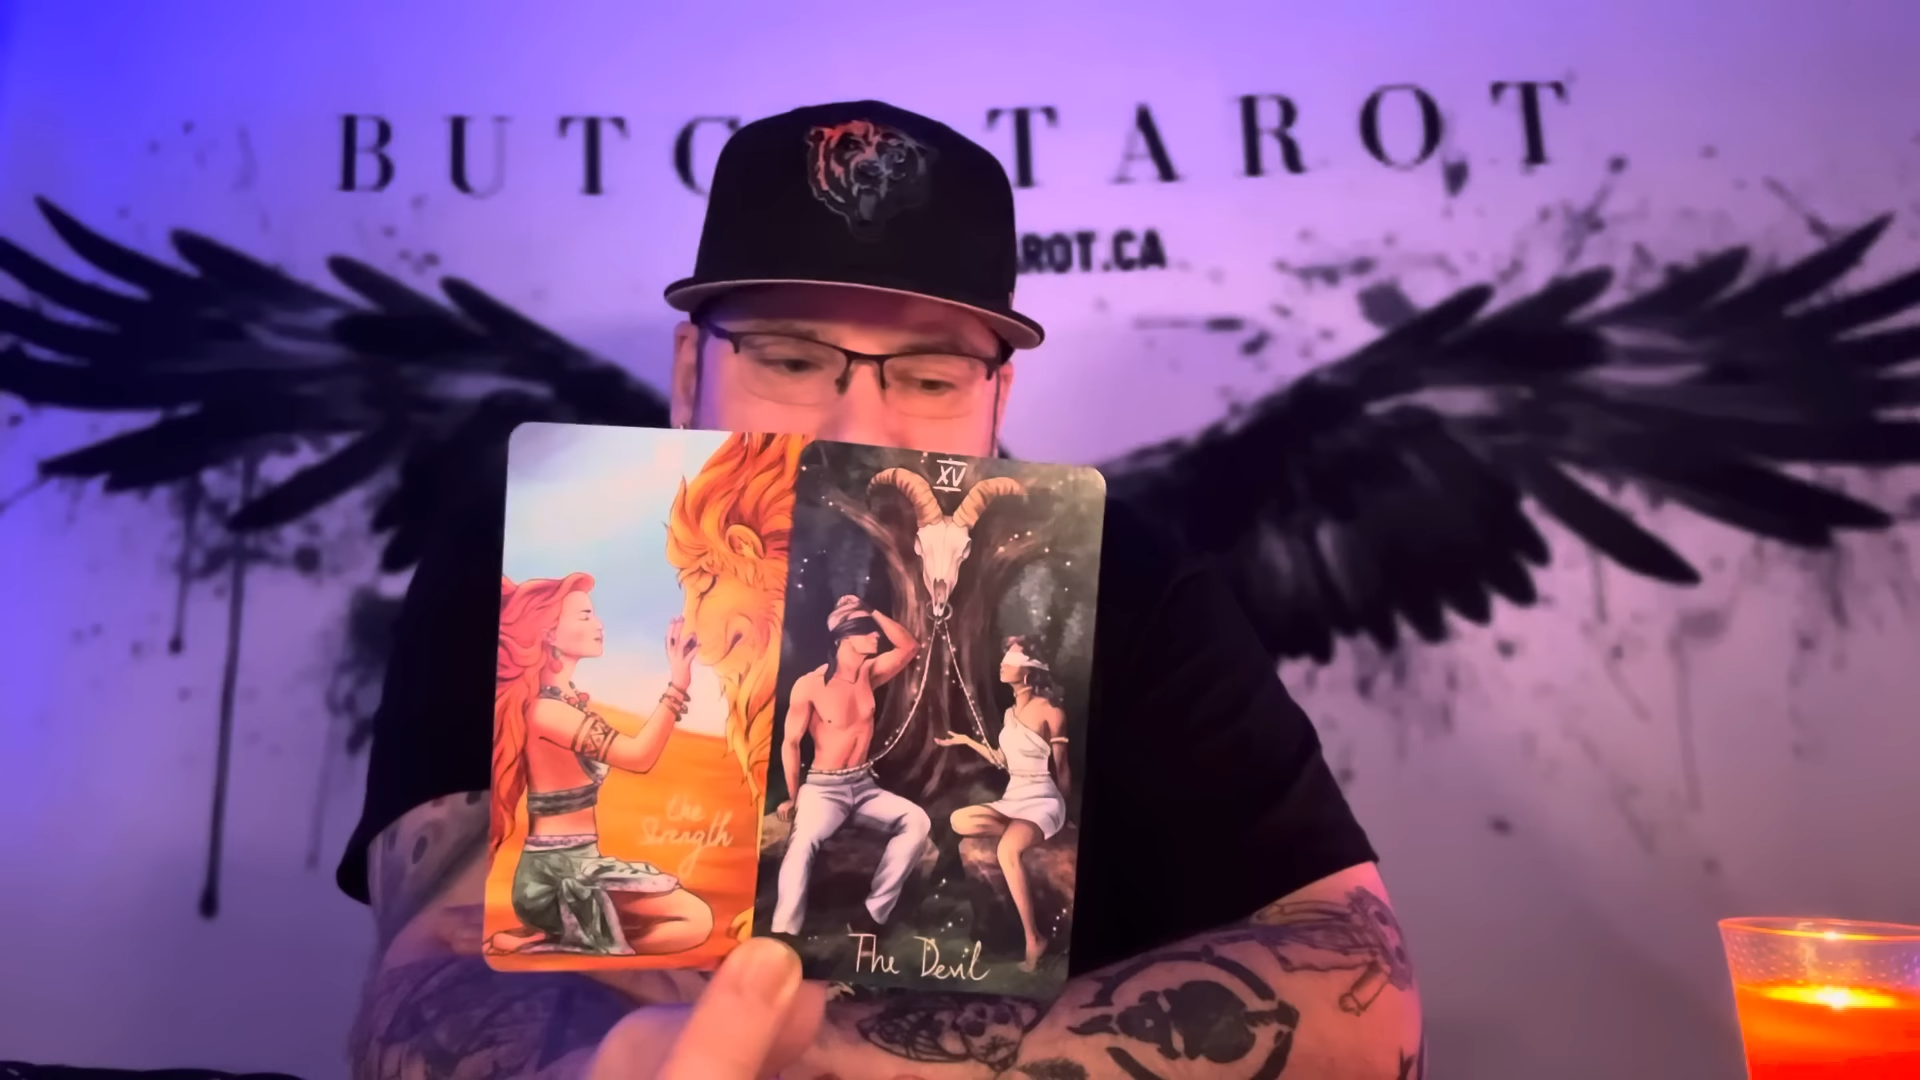 BUTC TAROT
AROT.CA
XV
the
Strength
The Devil